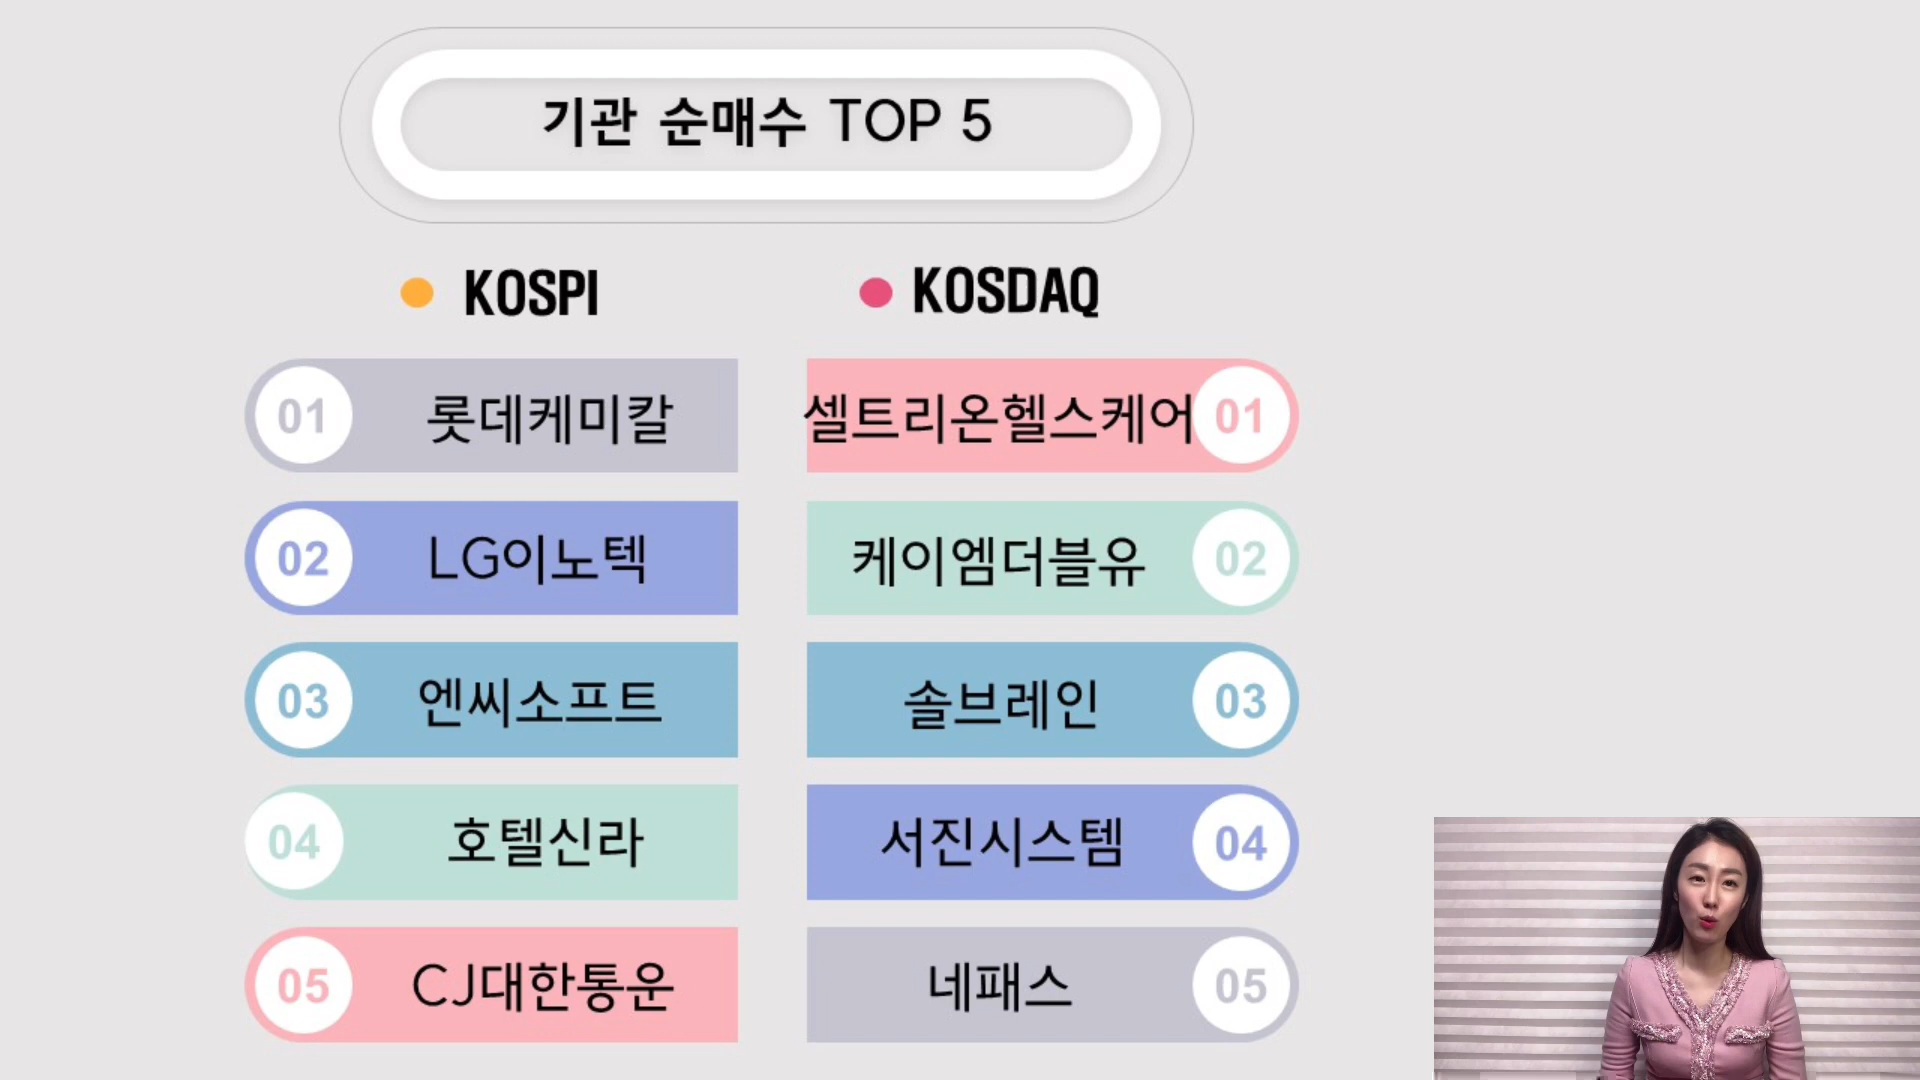 기관 순매수 TOP 5
KOSPI
01 롯데케미칼
02 LG이노텍
03 엔씨소프트
04 호텔신라
05 CJ대한통운
KOSDAQ
셀트리온헬스케어 01
케이엠더블유 02
솔브레인 03
서진시스템 04
네패스 05